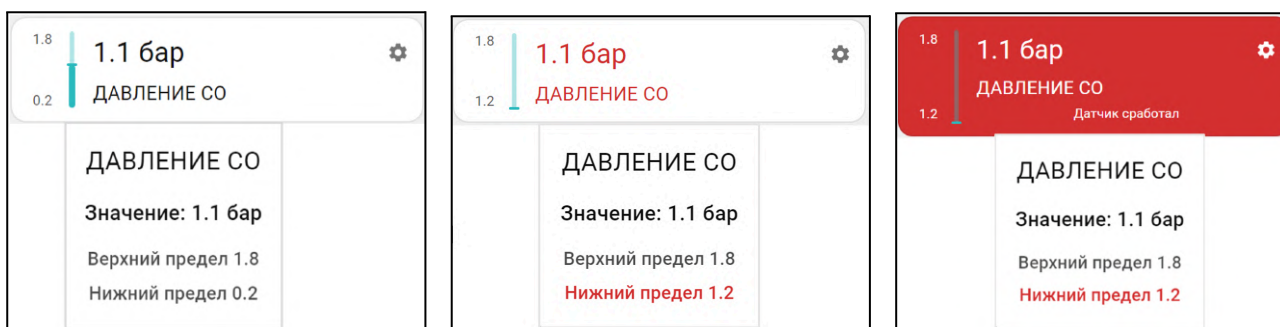 1.8
1.1 бар
0.2
ДАВЛЕНИЕ СО
ДАВЛЕНИЕ СО
Значение: 1.1 бар
Верхний предел 1.8
Нижний предел 0.2
1.8
1.1 бар
1.2
ДАВЛЕНИЕ СО
ДАВЛЕНИЕ СО
Значение: 1.1 бар
Верхний предел 1.8
Нижний предел 1.2
1.8
1.1 бар
ДАВЛЕНИЕ СО
1.2
Датчик сработал
ДАВЛЕНИЕ СО
Значение: 1.1 бар
Верхний предел 1.8
Нижний предел 1.2